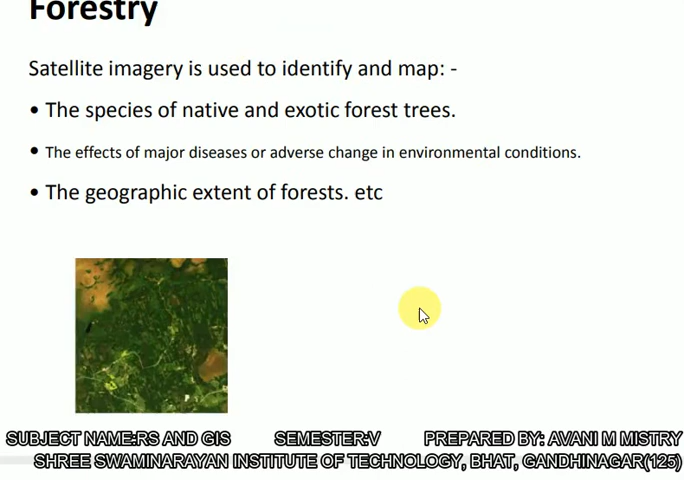 Forestry
Satellite imagery is used to identify and map: -
• The species of native and exotic forest trees.
• The effects of major diseases or adverse change in environmental conditions.
• The geographic extent of forests. etc
SUBJECT NAME:RS AND GIS SEMESTER:V PREPARED BY: AVANI M MISTRY
SHREE SWAMINARAYAN INSTITUTE OF TECHNOLOGY, BHAT, GANDHINAGAR(125)